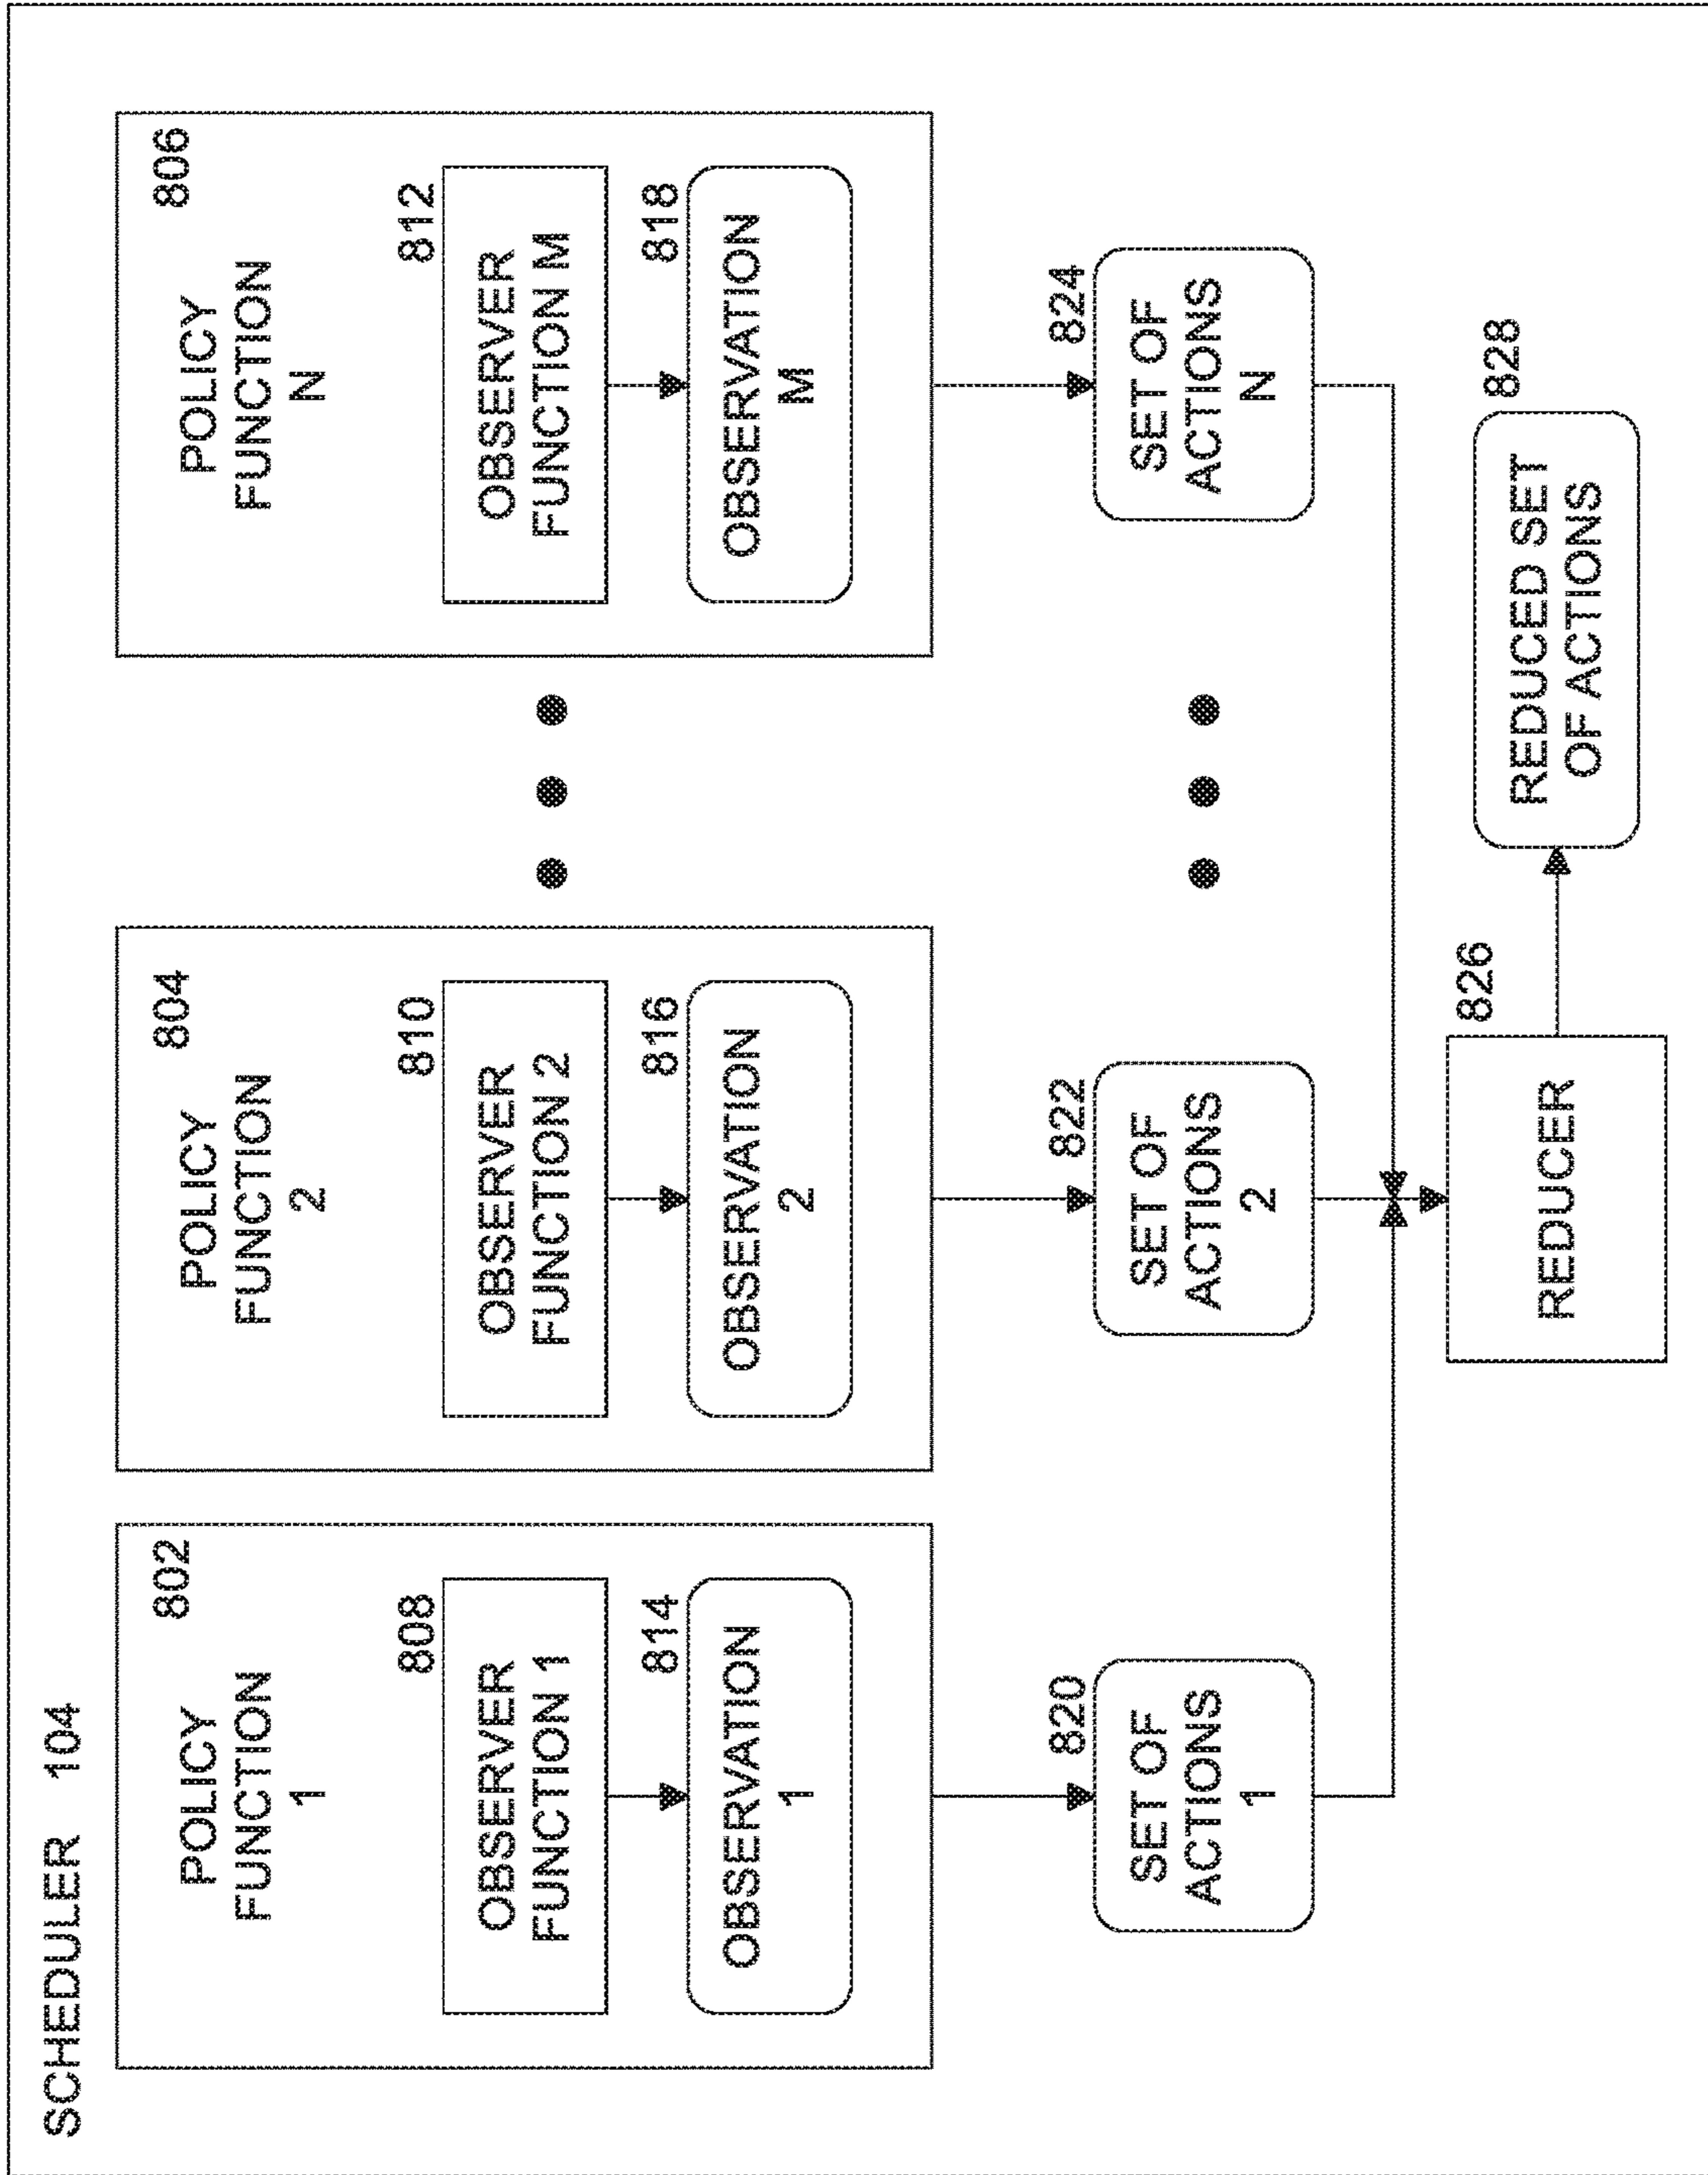 SCHEDULER 104
802
POLICY
FUNCTION
1
808
OBSERVER
FUNCTION 1
814
OBSERVATION
1
804
POLICY
FUNCTION
2
810
OBSERVER
FUNCTION 2
816
OBSERVATION
2
806
POLICY
FUNCTION
N
812
OBSERVER
FUNCTION M
818
OBSERVATION
M
820
SET OF
ACTIONS
1
822
SET OF
ACTIONS
2
824
SET OF
ACTIONS
N
826
REDUCER
828
REDUCED SET
OF ACTIONS